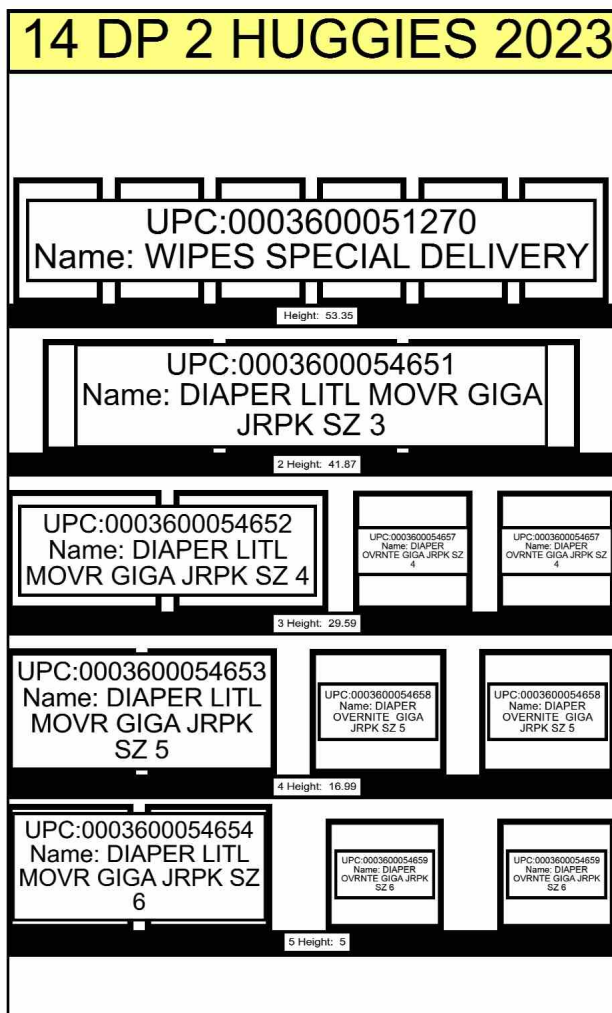 14 DP 2 HUGGIES 2023
UPC:0003600051270
Name: WIPES SPECIAL DELIVERY
Height: 53.35
UPC:0003600054651
Name: DIAPER LITL MOVR GIGA
JRPK SZ 3
2 Height: 41.87
UPC:0003600054652
Name: DIAPER LITL
MOVR GIGA JRPK SZ 4
UPC:0003600054657
Name: DIAPER
OVRNTE GIGA JRPK SZ
4
UPC:0003600054657
Name: DIAPER
OVRNTE GIGA JRPK SZ
4
3 Height: 29.59
UPC:0003600054653
Name: DIAPER LITL
MOVR GIGA JRPK
SZ 5
UPC:0003600054658
Name: DIAPER
OVERNITE GIGA
JRPK SZ 5
UPC:0003600054658
Name: DIAPER
OVERNITE GIGA
JRPK SZ 5
4 Height: 16.99
UPC:0003600054654
Name: DIAPER LITL
MOVR GIGA JRPK SZ
6
UPC:0003600054659
Name: DIAPER
OVRNTE GIGA JRPK
SZ 6
UPC:0003600054659
Name: DIAPER
OVRNTE GIGA JRPK
SZ 6
5 Height: 5